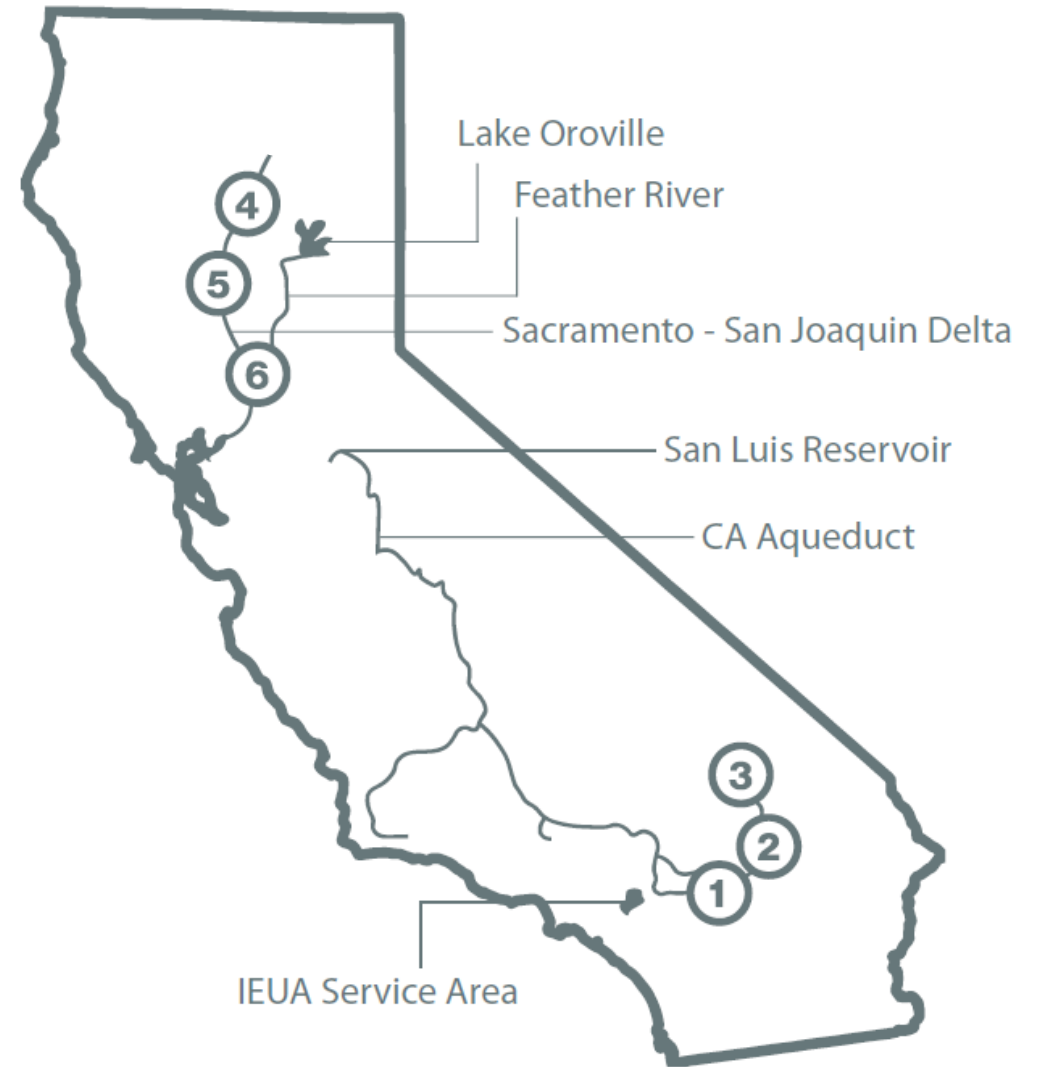 Lake Oroville
Feather River
4
5
Sacramento - San Joaquin Delta
6
San Luis Reservoir
CA Aqueduct
3
2
1
IEUA Service Area